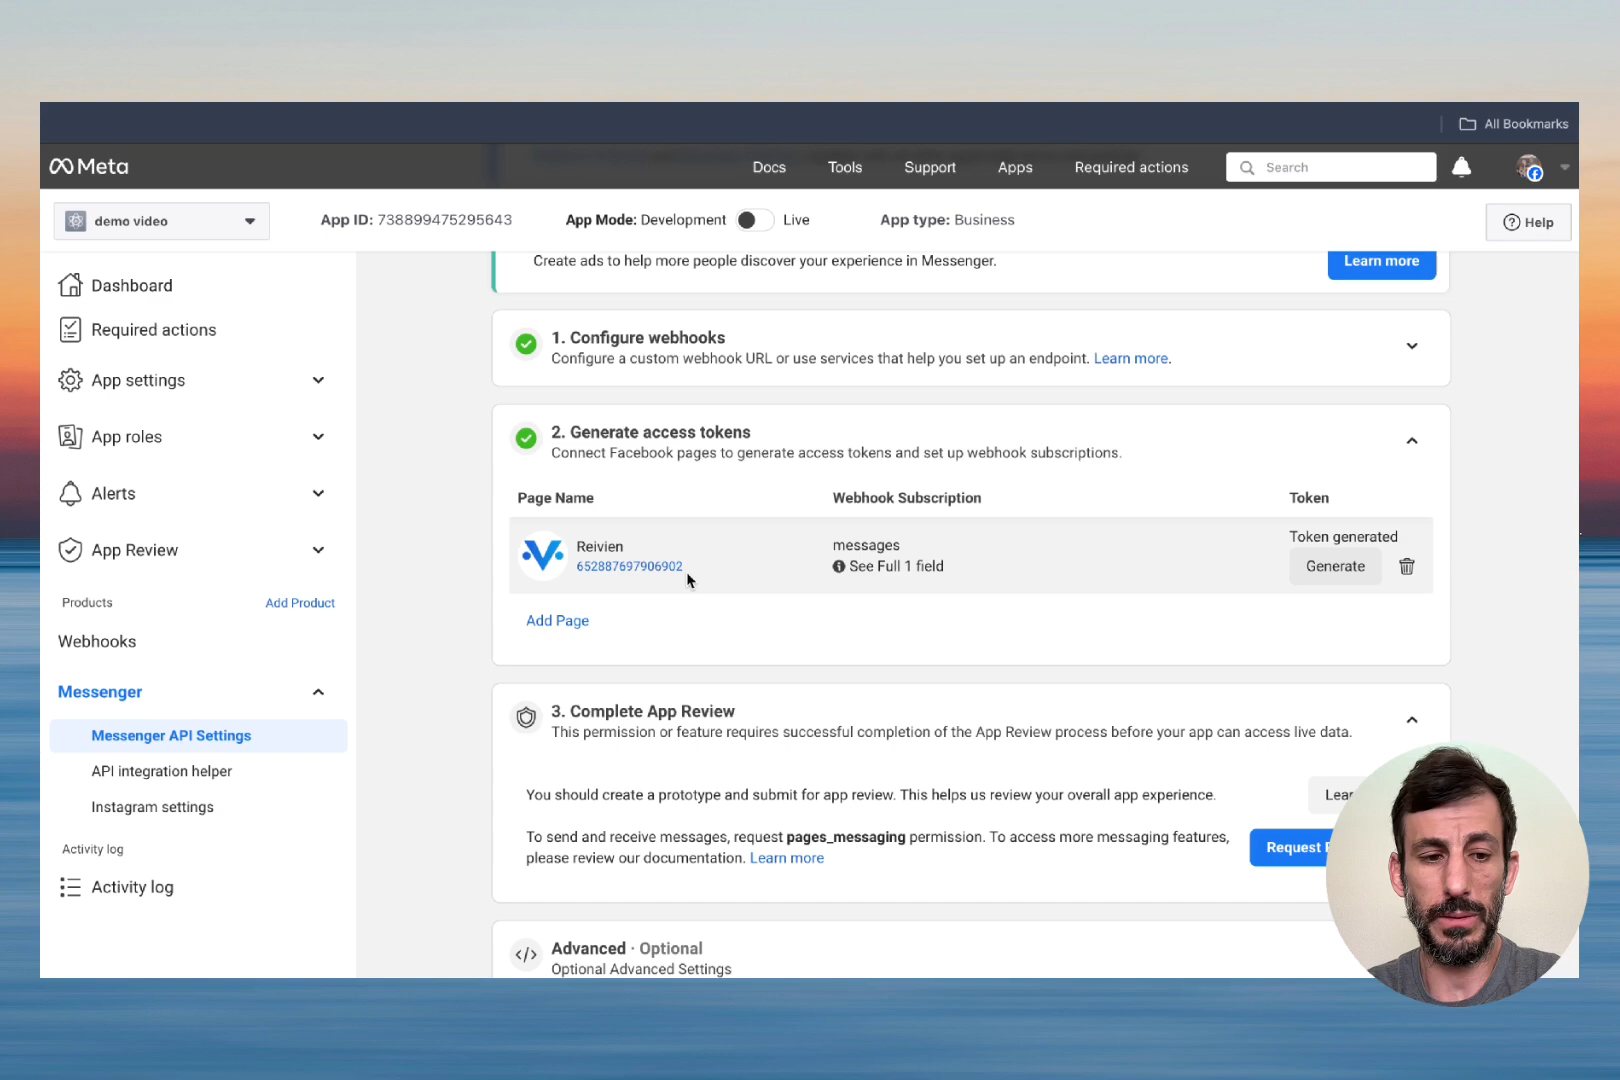 All Bookmarks
Meta
Docs
Tools
Support
Apps
Required actions
Search
demo video
App ID: 738899475295643
App Mode: Development
Live
App type: Business
Help
Dashboard
Required actions
App settings
App roles
Alerts
App Review
Products
Add Product
Webhooks
Messenger
Messenger API Settings
API integration helper
Instagram settings
Activity log
Activity log
Create ads to help more people discover your experience in Messenger.
Learn more
1. Configure webhooks
Configure a custom webhook URL or use services that help you set up an endpoint. Learn more.
2. Generate access tokens
Connect Facebook pages to generate access tokens and set up webhook subscriptions.
Page Name
Webhook Subscription
Token
Reivien
652887697906902
messages
See Full 1 field
Token generated
Generate
Add Page
3. Complete App Review
This permission or feature requires successful completion of the App Review process before your app can access live data.
You should create a prototype and submit for app review. This helps us review your overall app experience.
To send and receive messages, request pages_messaging permission. To access more messaging features,
please review our documentation. Learn more
Request
Advanced · Optional
Optional Advanced Settings